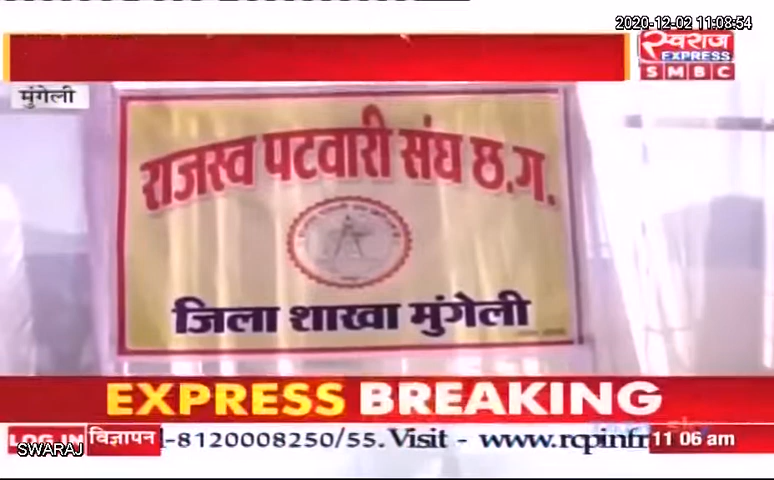 2020-12-02 11:08:54
स्वराज
EXPRESS
SMBC
मुंगेली
राजस्व पटवारी संघ छ.ग.
जिला शाखा मुंगेली
EXPRESS BREAKING
LOG IN विज्ञापन -8120008250/55. Visit - www.rcpinfr 11 06 am
SWARAJ